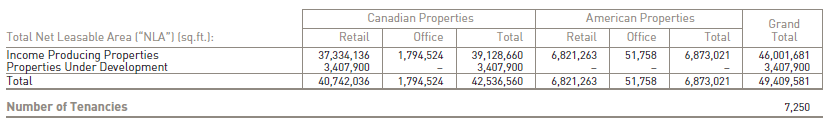 Canadian Properties American Properties Grand
Total Net Leasable Area (“NLA”) (sq.ft.): Retail Office Total Retail Office Total Total
Income Producing Properties 37,334,136 1,794,524 39,128,660 6,821,263 51,758 6,873,021 46,001,681
Properties Under Development 3,407,900 – 3,407,900 – – – 3,407,900
Total 40,742,036 1,794,524 42,536,560 6,821,263 51,758 6,873,021 49,409,581
Number of Tenancies 7,250